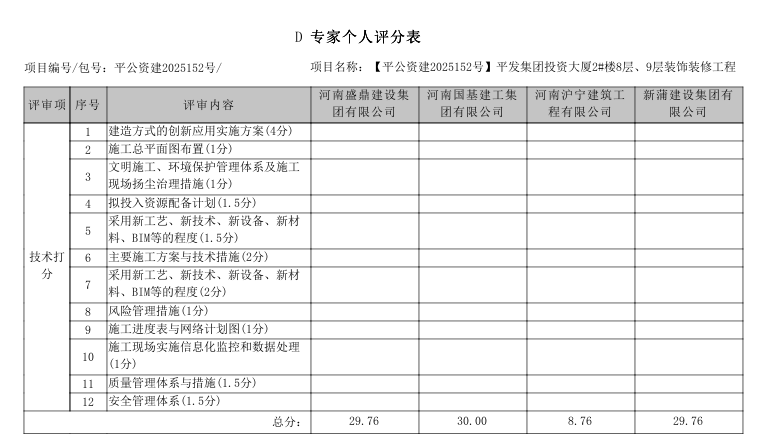 D 专家个人评分表
项目编号/包号: 平公资建2025152号/
项目名称: 【平公资建2025152号】平发集团投资大厦2#楼8层、9层装饰装修工程
评审项 序号 评审内容 河南盛鼎建设集团有限公司 河南国基建工集团有限公司 河南沪宁建筑工程有限公司 新蒲建设集团有限公司
技术打分
1 建造方式的创新应用实施方案(4分)
2 施工总平面图布置(1分)
3 文明施工、环境保护管理体系及施工
现场扬尘治理措施(1分)
4 拟投入资源配备计划(1.5分)
5 采用新工艺、新技术、新设备、新材
料、BIM等的程度(1.5分)
6 主要施工方案与技术措施(2分)
7 采用新工艺、新技术、新设备、新材
料、BIM等的程度(2分)
8 风险管理措施(1分)
9 施工进度表与网络计划图(1分)
10 施工现场实施信息化监控和数据处理
(1分)
11 质量管理体系与措施(1.5分)
12 安全管理体系(1.5分)
总分: 29.76 30.00 8.76 29.76